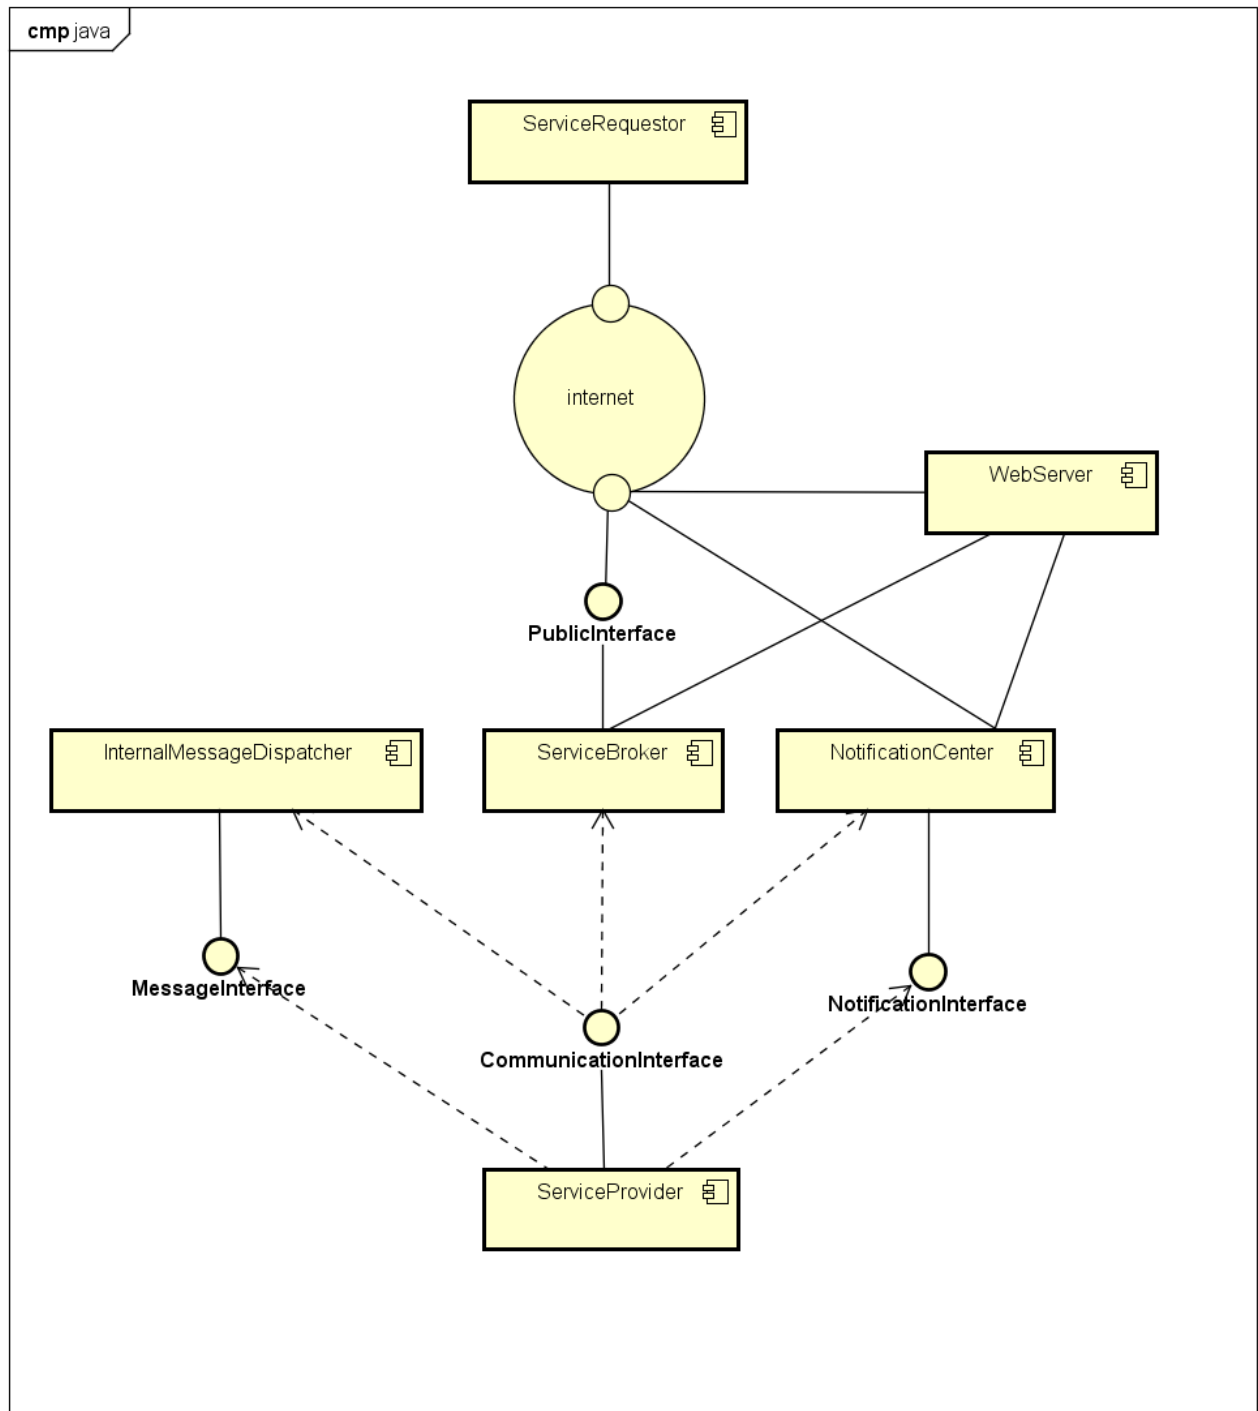 cmp java
ServiceRequestor
internet
WebServer
PublicInterface
InternalMessageDispatcher
ServiceBroker
NotificationCenter
MessageInterface
NotificationInterface
CommunicationInterface
ServiceProvider